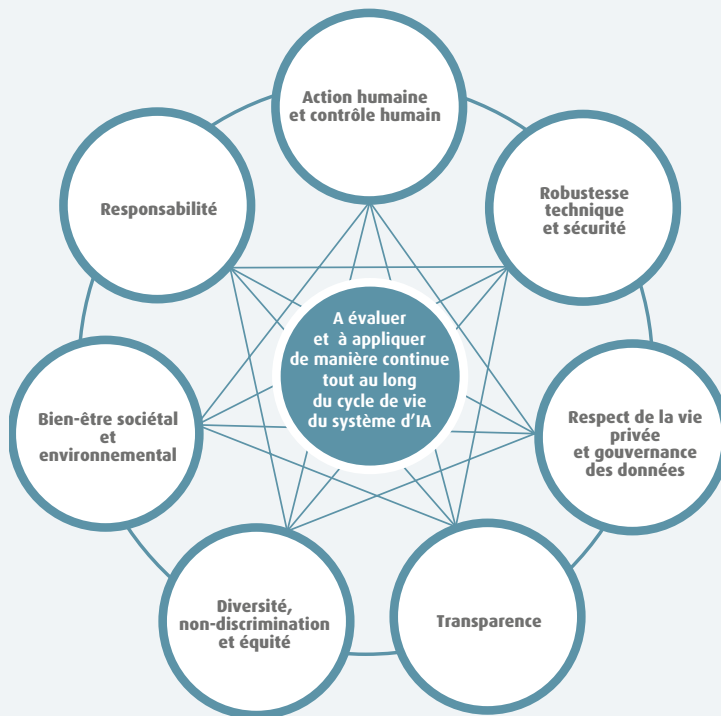 Action humaine
et contrôle humain
Robustesse
technique
et sécurité
Respect de la vie
privée
et gouvernance
des données
Transparence
Diversité,
non-discrimination
et équité
Bien-être sociétal
et
environnemental
Responsabilité
A évaluer
et à appliquer
de manière continue
tout au long
du cycle de vie
du système d’IA